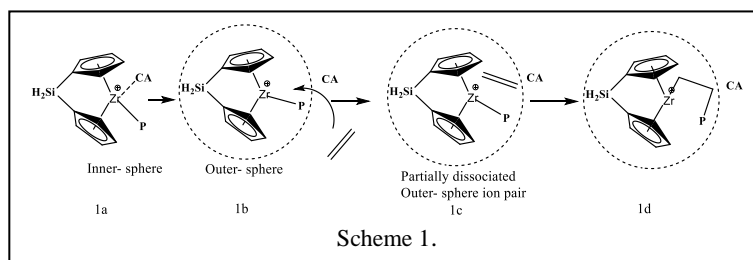 CA
H2Si
Zr
⊕
P
H2Si
Zr
⊕
P
CA
H2Si
Zr
⊕
P
CA
H2Si
Zr
⊕
P
CA
Inner- sphere
Outer- sphere
Partially dissociated
Outer- sphere ion pair
1a
1b
1c
1d
Scheme 1.